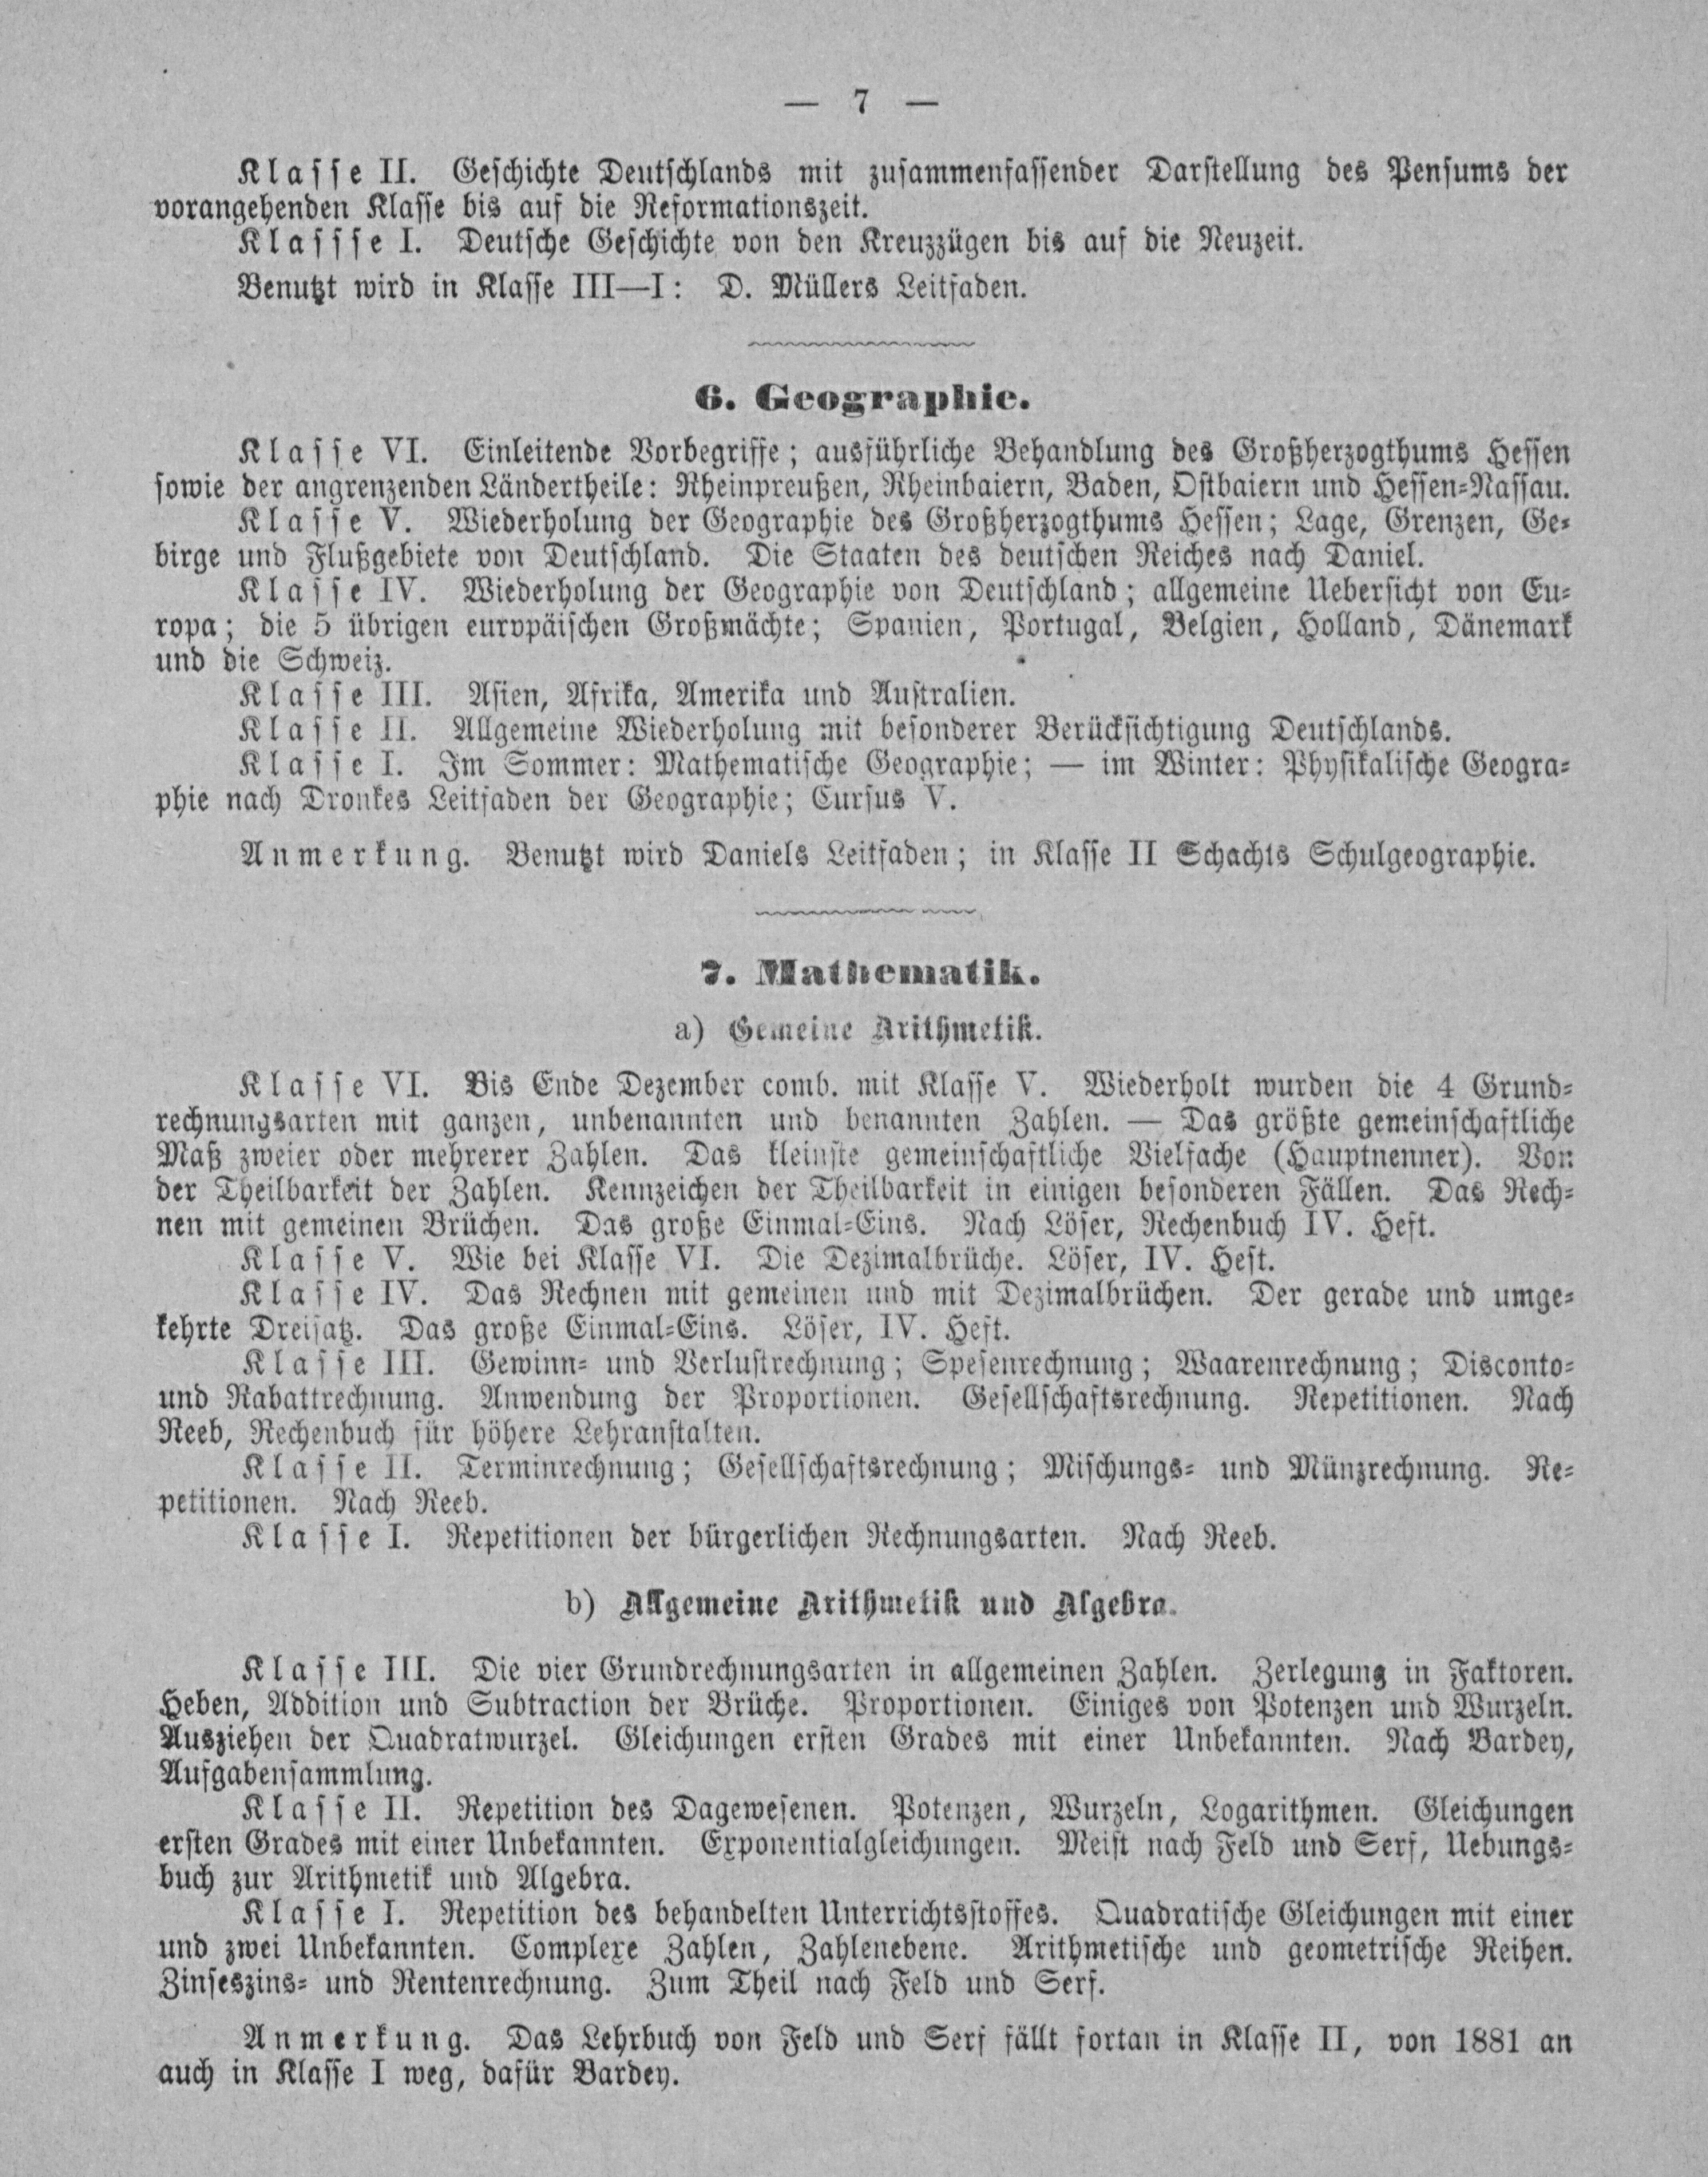 — 7 —
Klasse II. Geschichte Deutschlands mit zusammenfassender Darstellung des Pensums der
vorangehenden Klasse bis auf die Reformationszeit.
Klassse I. Deutsche Geschichte von den Kreuzzügen bis auf die Neuzeit.
Benutzt wird in Klasse III—I: D. Müllers Leitfaden.
6. Geographie.
Klasse VI. Einleitende Vorbegriffe; ausführliche Behandlung des Großherzogthums Hessen
sowie der angrenzenden Ländertheile: Rheinpreußen, Rheinbaiern, Baden, Ostbaiern und Hessen-Nassau.
Klasse V. Wiederholung der Geographie des Großherzogthums Hessen; Lage, Grenzen, Ge-
birge und Flußgebiete von Deutschland. Die Staaten des deutschen Reiches nach Daniel.
Klasse IV. Wiederholung der Geographie von Deutschland; allgemeine Uebersicht von Eu-
ropa; die 5 übrigen europäischen Großmächte; Spanien, Portugal, Belgien, Holland, Dänemark
und die Schweiz.
Klasse III. Asien, Afrika, Amerika und Australien.
Klasse II. Allgemeine Wiederholung mit besonderer Berücksichtigung Deutschlands.
Klasse I. Im Sommer: Mathematische Geographie; — im Winter: Physikalische Geogra-
phie nach Dronkes Leitfaden der Geographie; Cursus V.
Anmerkung. Benutzt wird Daniels Leitfaden; in Klasse II Schachts Schulgeographie.
7. Mathematik.
a) Gemeine Arithmetik.
Klasse VI. Bis Ende Dezember comb. mit Klasse V. Wiederholt wurden die 4 Grund-
rechnungsarten mit ganzen, unbenannten und benannten Zahlen. — Das größte gemeinschaftliche
Maß zweier oder mehrerer Zahlen. Das kleinste gemeinschaftliche Vielfache (Hauptnenner). Von
der Theilbarkeit der Zahlen. Kennzeichen der Theilbarkeit in einigen besonderen Fällen. Das Rech-
nen mit gemeinen Brüchen. Das große Einmal-Eins. Nach Löser, Rechenbuch IV. Heft.
Klasse V. Wie bei Klasse VI. Die Dezimalbrüche. Löser, IV. Heft.
Klasse IV. Das Rechnen mit gemeinen und mit Dezimalbrüchen. Der gerade und umge-
kehrte Dreisatz. Das große Einmal-Eins. Löser, IV. Heft.
Klasse III. Gewinn- und Verlustrechnung; Spesenrechnung; Waarenrechnung; Disconto-
und Rabattrechnung. Anwendung der Proportionen. Gesellschaftsrechnung. Repetitionen. Nach
Reeb, Rechenbuch für höhere Lehranstalten.
Klasse II. Terminrechnung; Gesellschaftsrechnung; Mischungs- und Münzrechnung. Re-
petitionen. Nach Reeb.
Klasse I. Repetitionen der bürgerlichen Rechnungsarten. Nach Reeb.
b) Allgemeine Arithmetik und Algebra.
Klasse III. Die vier Grundrechnungsarten in allgemeinen Zahlen. Zerlegung in Faktoren.
Heben, Addition und Subtraction der Brüche. Proportionen. Einiges von Potenzen und Wurzeln.
Ausziehen der Quadratwurzel. Gleichungen ersten Grades mit einer Unbekannten. Nach Bardey,
Aufgabensammlung.
Klasse II. Repetition des Dagewesenen. Potenzen, Wurzeln, Logarithmen. Gleichungen
ersten Grades mit einer Unbekannten. Exponentialgleichungen. Meist nach Feld und Serf, Uebungs-
buch zur Arithmetik und Algebra.
Klasse I. Repetition des behandelten Unterrichtsstoffes. Quadratische Gleichungen mit einer
und zwei Unbekannten. Complexe Zahlen, Zahlenebene. Arithmetische und geometrische Reihen.
Zinseszins- und Rentenrechnung. Zum Theil nach Feld und Serf.
Anmerkung. Das Lehrbuch von Feld und Serf fällt fortan in Klasse II, von 1881 an
auch in Klasse I weg, dafür Bardey.